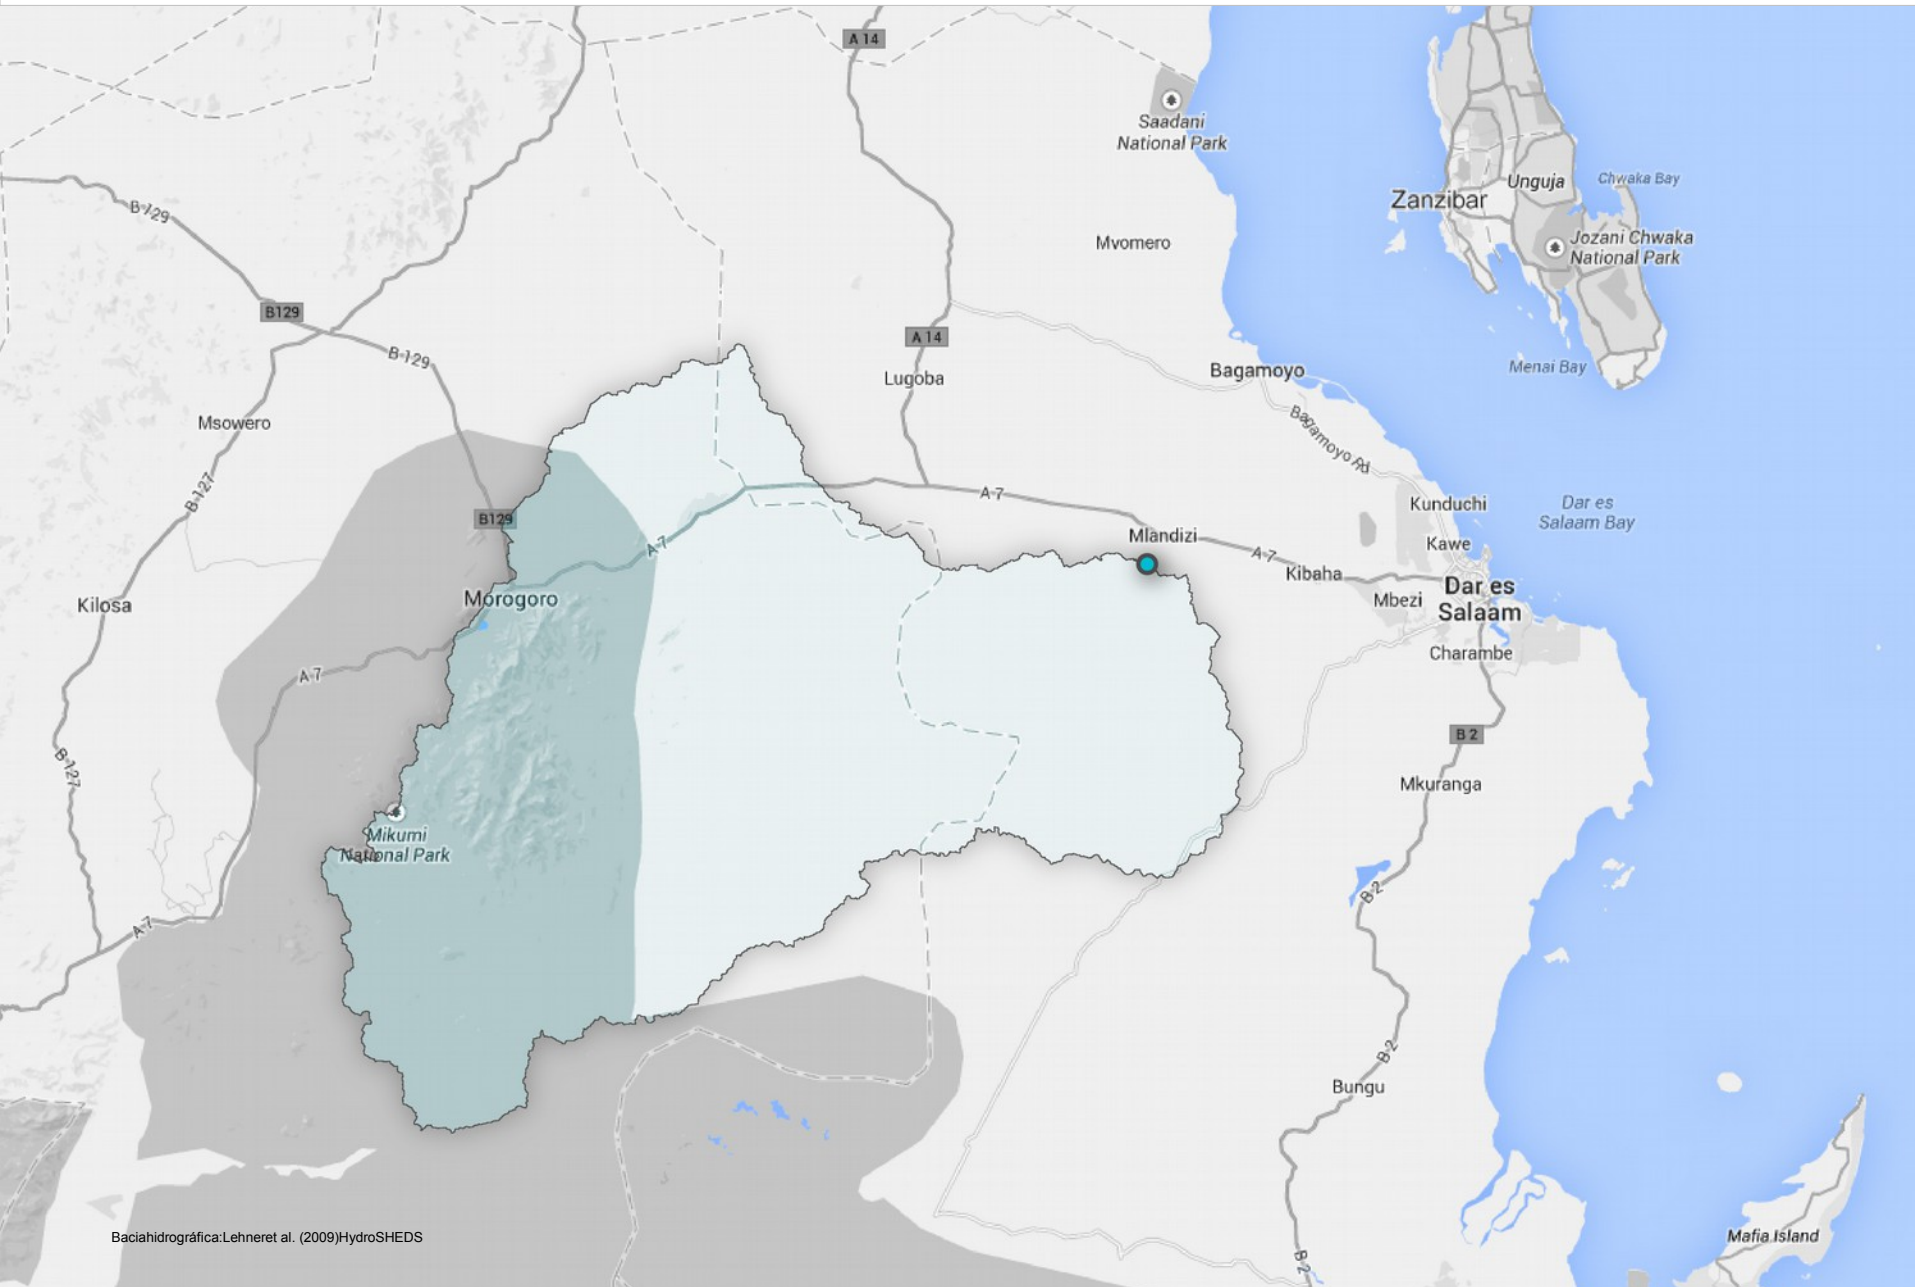 A 14
Saadani
National Park
Unguja
Chwaka Bay
Zanzibar
B 129
Mvomero
Jozani Chwaka
National Park
B129
A 14
B 129
Menai Bay
Lugoba
Bagamoyo
Msowero
Bagamoyo Rd
B-127
A 7
Kunduchi
Dar es
Salaam Bay
B129
Mlandizi
Kawe
A 7
A 7
Kibaha
Dar es
Salaam
Mbezi
Morogoro
Kilosa
Charambe
A 7
B 2
B-127
Mkuranga
Mikumi
National Park
B-2
A 7
B-2
Bungu
Baciahidrográfica:Lehneret al. (2009)HydroSHEDS
Mafia Island
B-2